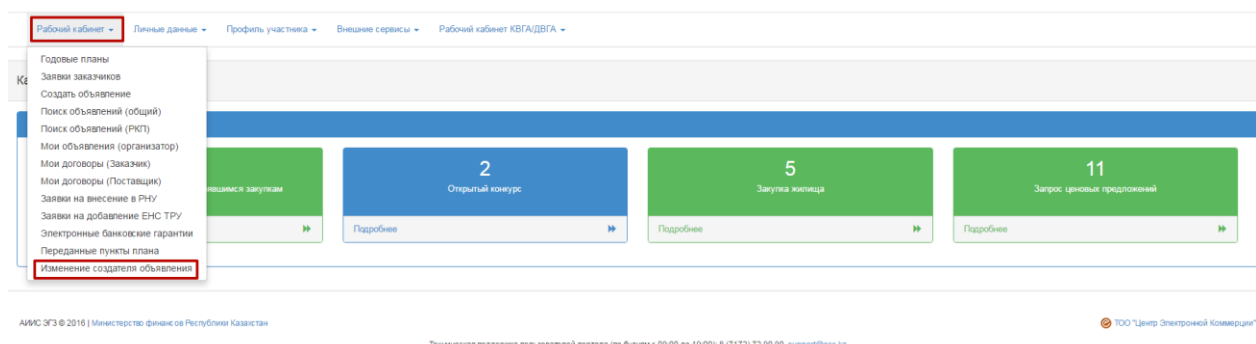 Рабочий кабинет Личные данные Профиль участника Внешние сервисы Рабочий кабинет КВГА/ДВГА
Ка
Годовые планы
Заявки заказчиков
Создать объявление
Поиск объявлений (общий)
Поиск объявлений (РКП)
Мои объявления (организатор)
Мои договоры (Заказчик)
Мои договоры (Поставщик)
Заявки на внесение в РНУ
Заявки на добавление ЕНС ТРУ
Электронные банковские гарантии
Переданные пункты плана
Изменение создателя объявления
закупкам
2
Открытый конкурс
Подробнее
5
Закупка жилища
Подробнее
11
Запрос ценовых предложений
Подробнее
АИИС ЭГЗ © 2016 | Министерство финансов Республики Казахстан
ТОО "Центр Электронной Коммерции"